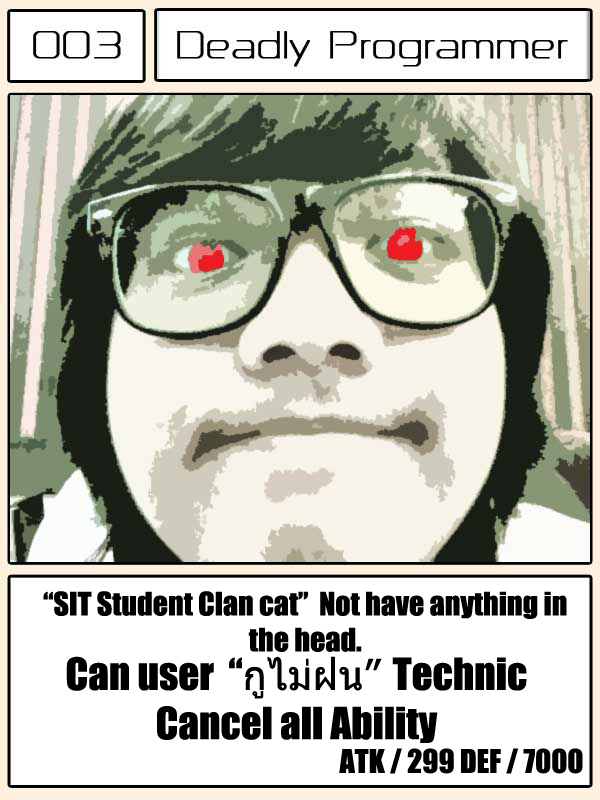 003
Deadly Programmer
“SIT Student Clan cat” Not have anything in
the head.
Can user “กูไม่ฝน” Technic
Cancel all Ability
ATK / 299 DEF / 7000